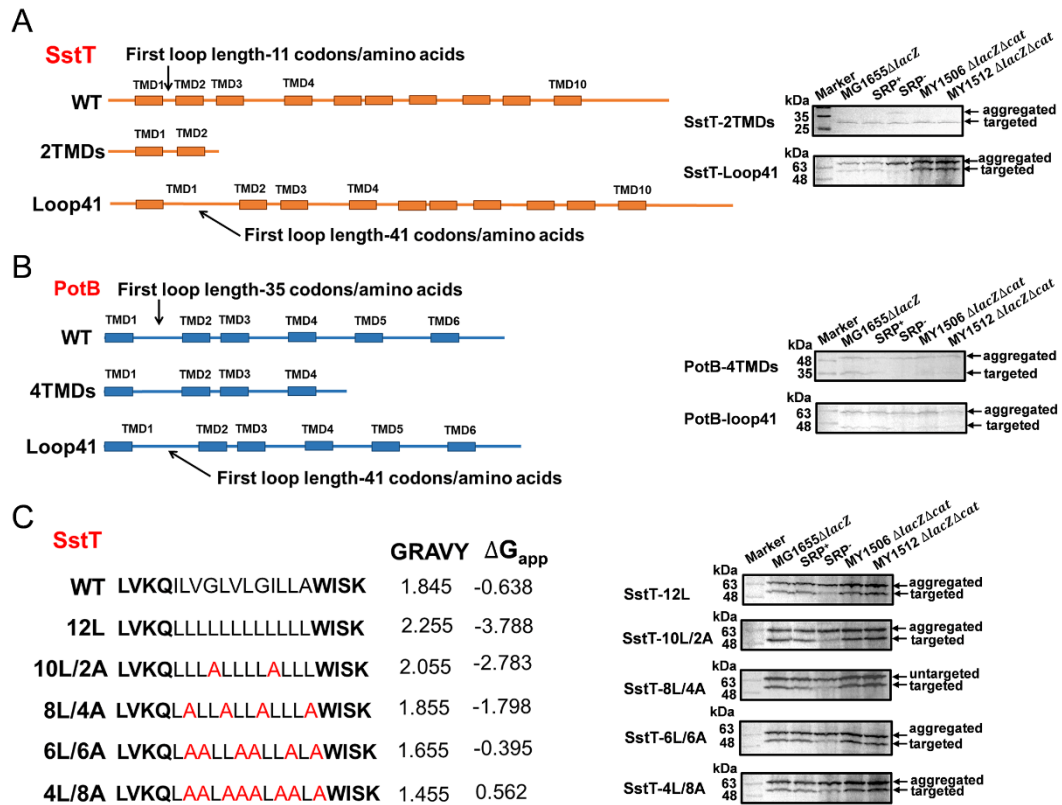 A
SstT
First loop length-11 codons/amino acids
TMD1 TMD2 TMD3 TMD4 TMD10
WT
TMD1 TMD2
2TMDs
TMD1 TMD2 TMD3 TMD4 TMD10
Loop41
First loop length-41 codons/amino acids
Marker MG1655ΔlacZ SRP+ SRP- MY1506 ΔlacZΔcat MY1512 ΔlacZΔcat
kDa
SstT-2TMDs
35 aggregated
25 targeted
kDa
SstT-Loop41
63 aggregated
48 targeted
B
PotB
First loop length-35 codons/amino acids
TMD1 TMD2 TMD3 TMD4 TMD5 TMD6
WT
TMD1 TMD2 TMD3 TMD4
4TMDs
TMD1 TMD2 TMD3 TMD4 TMD5 TMD6
Loop41
First loop length-41 codons/amino acids
Marker MG1655ΔlacZ SRP+ SRP- MY1506 ΔlacZΔcat MY1512 ΔlacZΔcat
kDa
PotB-4TMDs
48 aggregated
35 targeted
kDa
PotB-loop41
63 aggregated
48 targeted
C
SstT
GRAVY ΔGapp
WT LVKQILVGLVLGILLAWISK 1.845 -0.638
12L LVKQLLLLLLLLLLLLWISK 2.255 -3.788
10L/2A LVKQLLLALLLLALLLWISK 2.055 -2.783
8L/4A LVKQLALLALLALLLAWISK 1.855 -1.798
6L/6A LVKQLAALLAALLALAWISK 1.655 -0.395
4L/8A LVKQLAALAAALAALAWISK 1.455 0.562
Marker MG1655ΔlacZ SRP+ SRP- MY1506 ΔlacZΔcat MY1512 ΔlacZΔcat
kDa
SstT-12L
63 aggregated
48 targeted
kDa
SstT-10L/2A
63 aggregated
48 targeted
kDa
SstT-8L/4A
63 untargeted
48 targeted
kDa
SstT-6L/6A
63 aggregated
48 targeted
kDa
SstT-4L/8A
63 aggregated
48 targeted